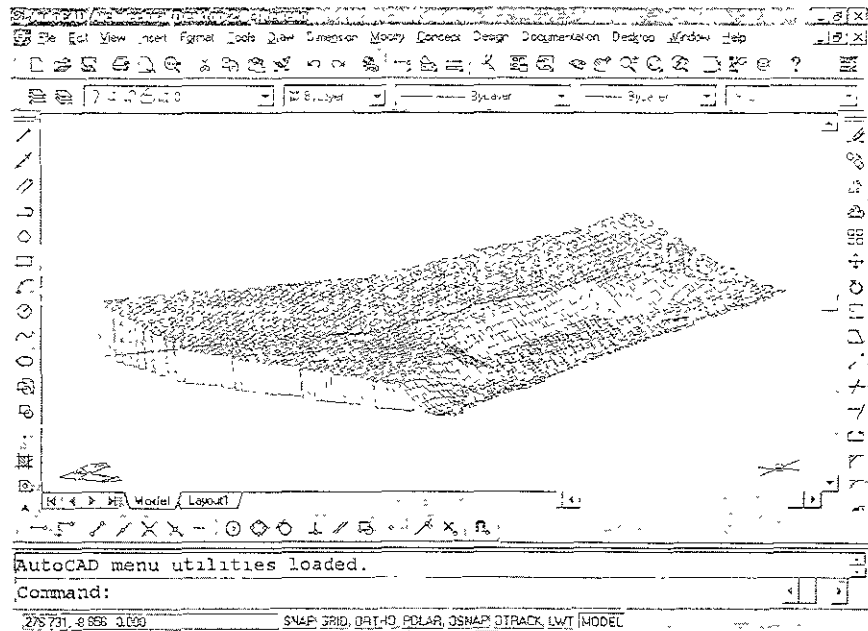 File Edit View Insert Format Tools Draw Dimension Modify Concept Design Documentation Desktop Window Help
ByLayer ByLayer ByLayer
Model Layout1
AutoCAD menu utilities loaded.
Command:
SNAP GRID ORTHO POLAR OSNAP OTRACK LWT MODEL